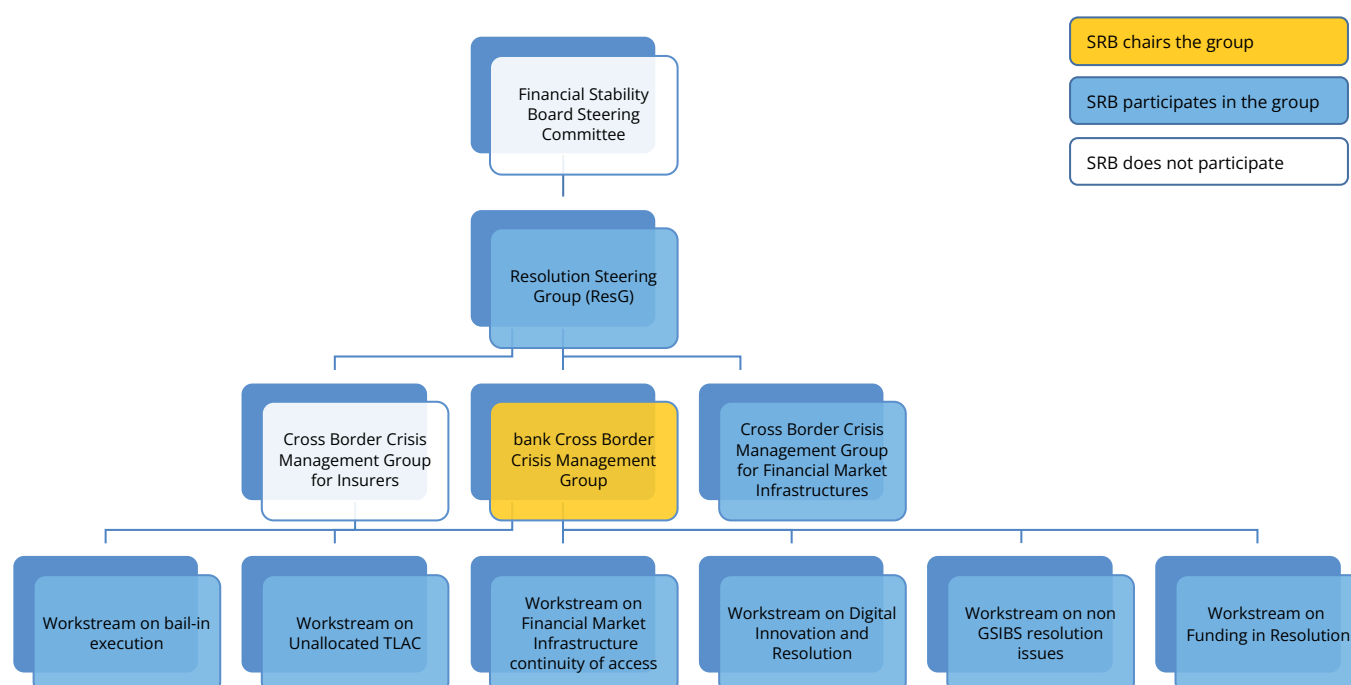 SRB chairs the group
SRB participates in the group
SRB does not participate
Financial Stability
Board Steering
Committee
Resolution Steering
Group (ResG)
Cross Border Crisis
Management Group
for Insurers
bank Cross Border
Crisis Management
Group
Cross Border Crisis
Management Group
for Financial Market
Infrastructures
Workstream on bail-in
execution
Workstream on
Unallocated TLAC
Workstream on
Financial Market
Infrastructure
continuity of access
Workstream on Digital
Innovation and
Resolution
Workstream on non
GSIBS resolution
issues
Workstream on
Funding in Resolution